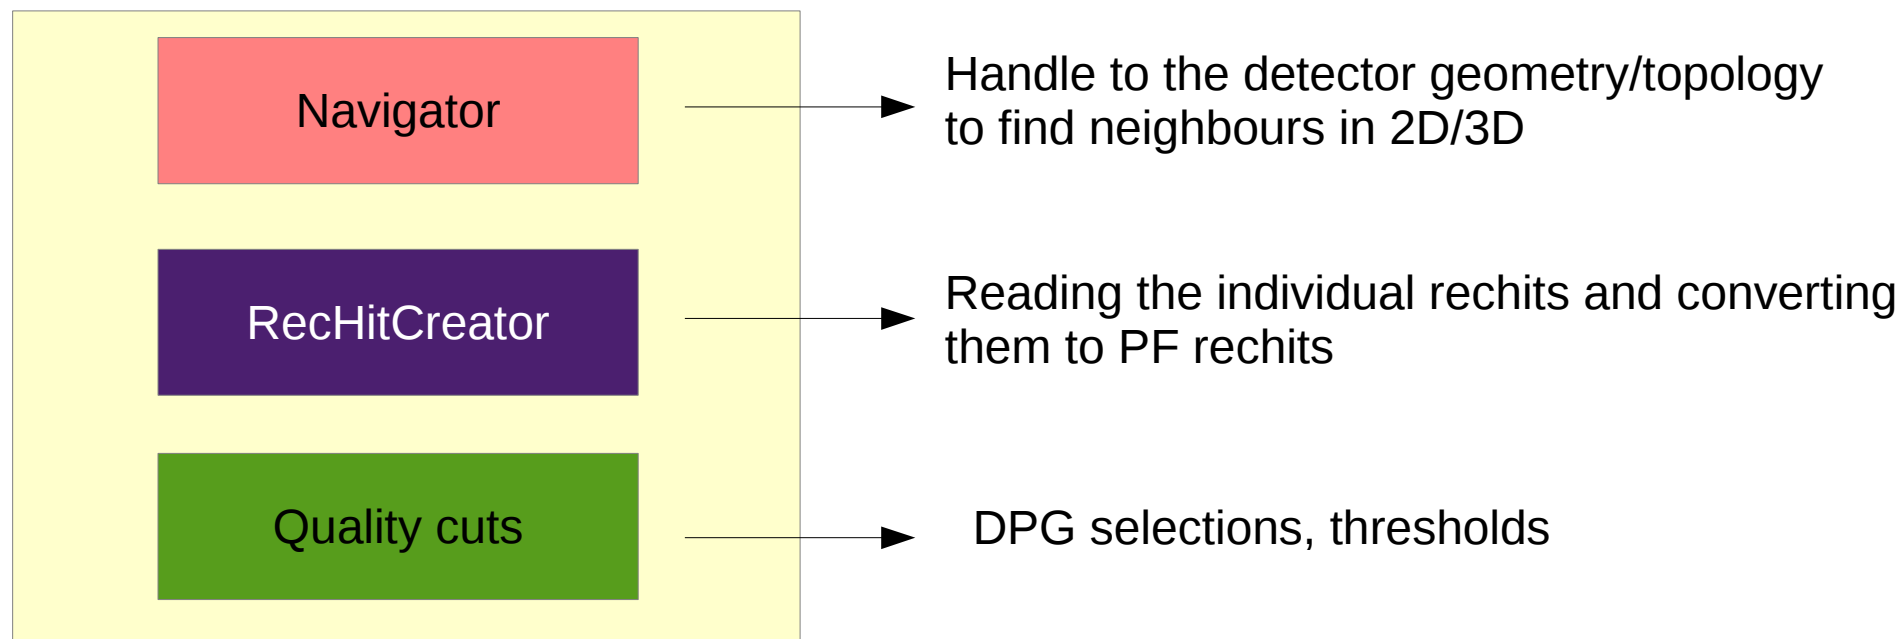 Navigator
Handle to the detector geometry/topology
to find neighbours in 2D/3D
RecHitCreator
Reading the individual rechits and converting
them to PF rechits
Quality cuts
DPG selections, thresholds